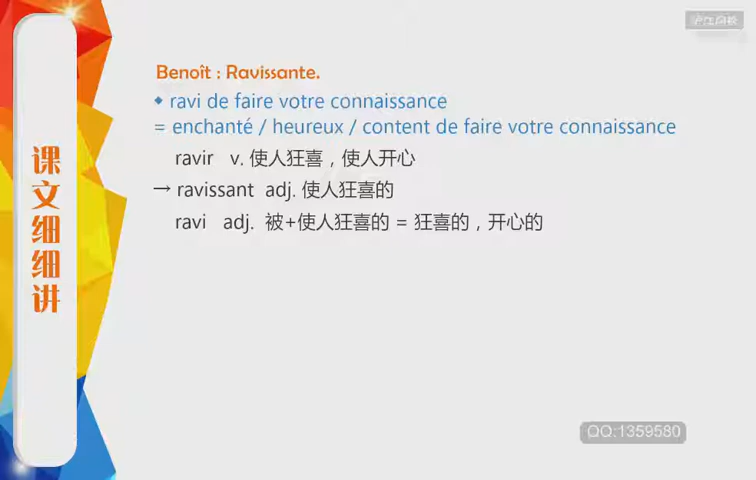 课文细细讲
Benoît : Ravissante.
◆ ravi de faire votre connaissance
= enchanté / heureux / content de faire votre connaissance
ravir v. 使人狂喜，使人开心
→ ravissant adj. 使人狂喜的
ravi adj. 被+使人狂喜的 = 狂喜的，开心的
QQ:1359580